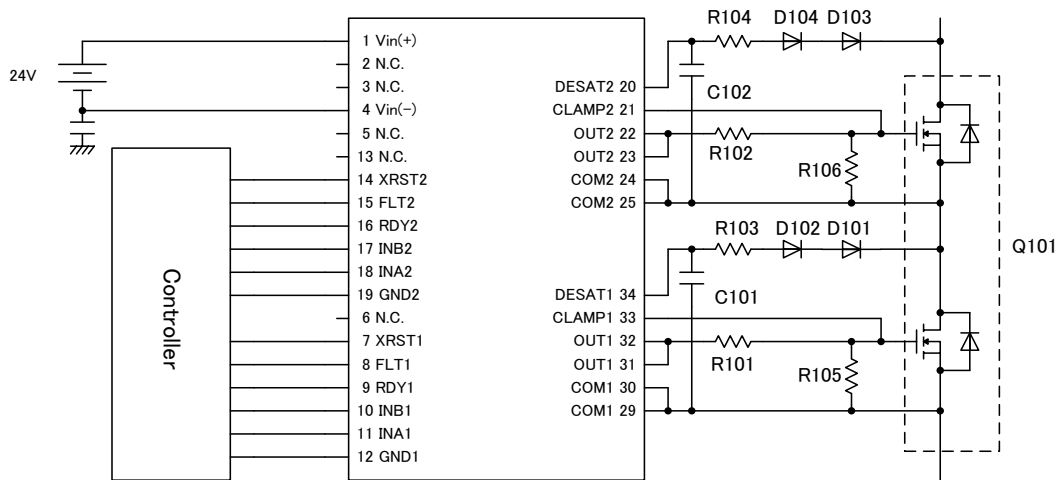 24V
Controller
1 Vin(+)
2 N.C.
3 N.C.
4 Vin(-)
5 N.C.
13 N.C.
14 XRST2
15 FLT2
16 RDY2
17 INB2
18 INA2
19 GND2
6 N.C.
7 XRST1
8 FLT1
9 RDY1
10 INB1
11 INA1
12 GND1
DESAT2 20
CLAMP2 21
OUT2 22
OUT2 23
COM2 24
COM2 25
DESAT1 34
CLAMP1 33
OUT1 32
OUT1 31
COM1 30
COM1 29
R104 D104 D103
C102
R102
R106
R103 D102 D101
C101
R101
R105
Q101